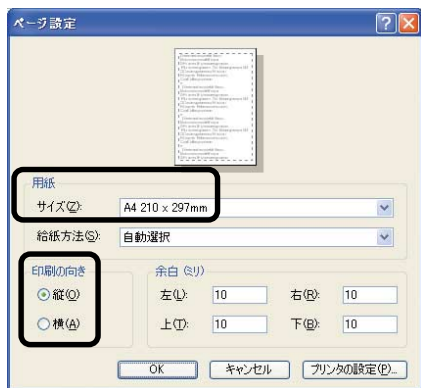 ページ設定
用紙
サイズ(Z): A4 210 x 297mm
給紙方法(S): 自動選択
印刷の向き
縦(O)
横(A)
余白 (ミリ)
左(L): 10 右(R): 10
上(T): 10 下(B): 10
OK キャンセル プリンタの設定(P)...